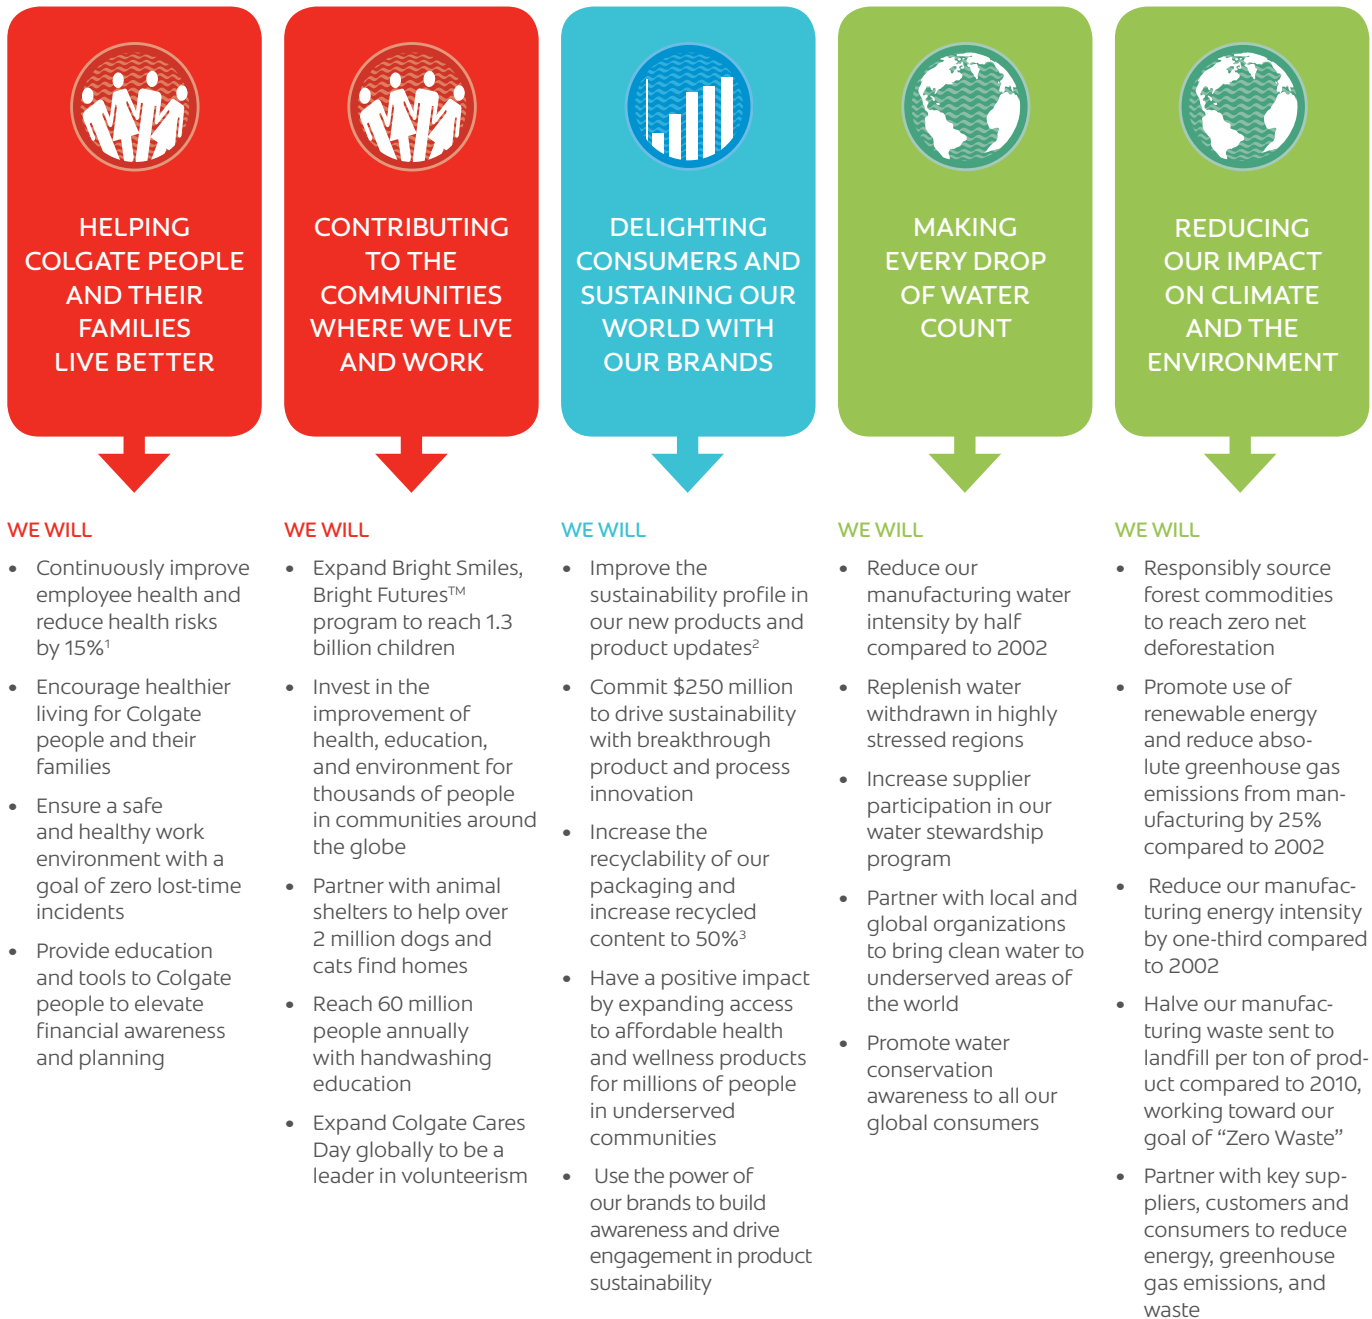 HELPING
COLGATE PEOPLE
AND THEIR
FAMILIES
LIVE BETTER
WE WILL
• Continuously improve
employee health and
reduce health risks
by 15%¹
• Encourage healthier
living for Colgate
people and their
families
• Ensure a safe
and healthy work
environment with a
goal of zero lost-time
incidents
• Provide education
and tools to Colgate
people to elevate
financial awareness
and planning
CONTRIBUTING
TO THE
COMMUNITIES
WHERE WE LIVE
AND WORK
WE WILL
• Expand Bright Smiles,
Bright Futures™
program to reach 1.3
billion children
• Invest in the
improvement of
health, education,
and environment for
thousands of people
in communities around
the globe
• Partner with animal
shelters to help over
2 million dogs and
cats find homes
• Reach 60 million
people annually
with handwashing
education
• Expand Colgate Cares
Day globally to be a
leader in volunteerism
DELIGHTING
CONSUMERS AND
SUSTAINING OUR
WORLD WITH
OUR BRANDS
WE WILL
• Improve the
sustainability profile in
our new products and
product updates²
• Commit $250 million
to drive sustainability
with breakthrough
product and process
innovation
• Increase the
recyclability of our
packaging and
increase recycled
content to 50%³
• Have a positive impact
by expanding access
to affordable health
and wellness products
for millions of people
in underserved
communities
• Use the power of
our brands to build
awareness and drive
engagement in product
sustainability
MAKING
EVERY DROP
OF WATER
COUNT
WE WILL
• Reduce our
manufacturing water
intensity by half
compared to 2002
• Replenish water
withdrawn in highly
stressed regions
• Increase supplier
participation in our
water stewardship
program
• Partner with local and
global organizations
to bring clean water to
underserved areas of
the world
• Promote water
conservation
awareness to all our
global consumers
REDUCING
OUR IMPACT
ON CLIMATE
AND THE
ENVIRONMENT
WE WILL
• Responsibly source
forest commodities
to reach zero net
deforestation
• Promote use of
renewable energy
and reduce abso-
lute greenhouse gas
emissions from man-
ufacturing by 25%
compared to 2002
• Reduce our manufac-
turing energy intensity
by one-third compared
to 2002
• Halve our manufac-
turing waste sent to
landfill per ton of prod-
uct compared to 2010,
working toward our
goal of “Zero Waste”
• Partner with key sup-
pliers, customers and
consumers to reduce
energy, greenhouse
gas emissions, and
waste